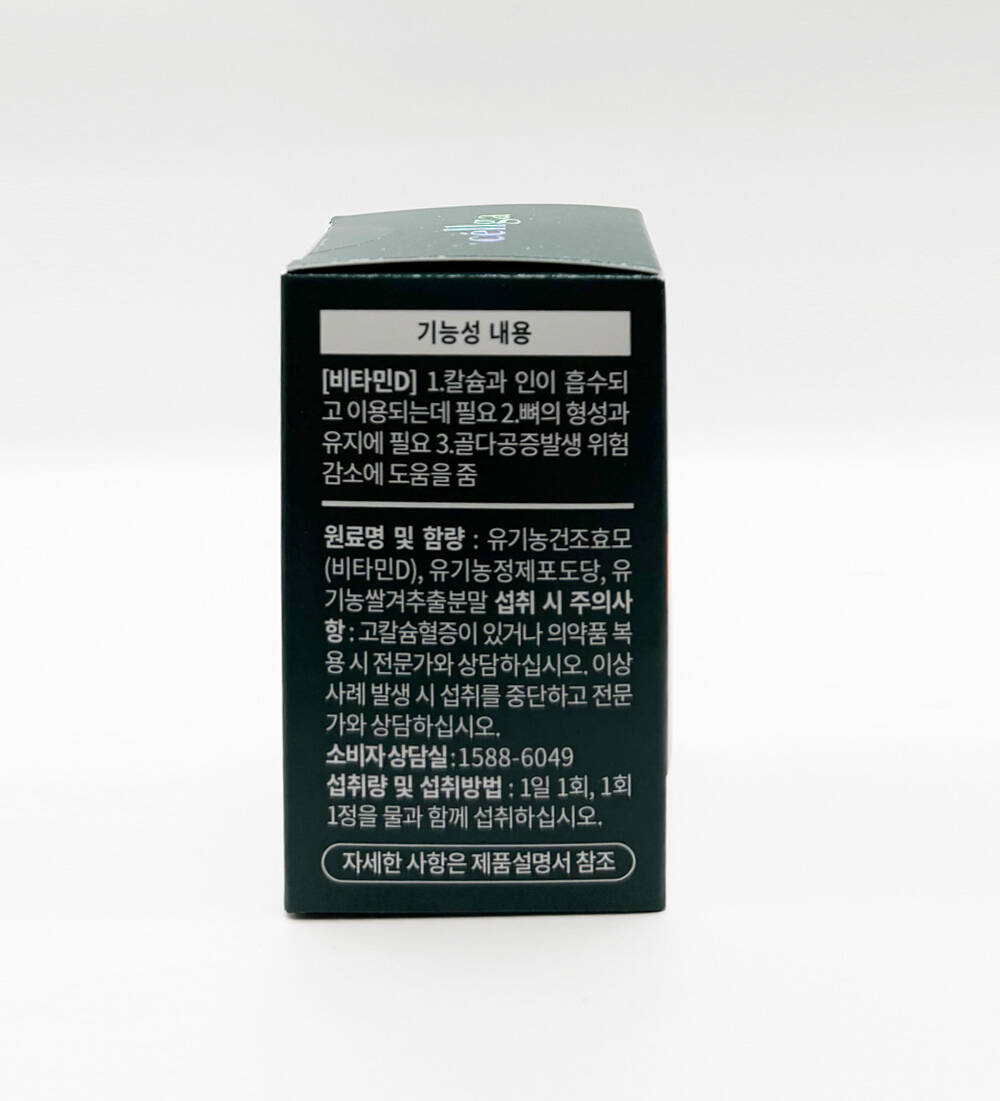 cellga
기능성 내용
[비타민D] 1.칼슘과 인이 흡수되
고 이용되는데 필요 2.뼈의 형성과
유지에 필요 3.골다공증발생 위험
감소에 도움을 줌
원료명 및 함량 : 유기농건조효모
(비타민D), 유기농정제포도당, 유
기농쌀겨추출분말 섭취 시 주의사
항 : 고칼슘혈증이 있거나 의약품 복
용 시 전문가와 상담하십시오. 이상
사례 발생 시 섭취를 중단하고 전문
가와 상담하십시오.
소비자상담실:1588-6049
섭취량 및 섭취방법 : 1일 1회, 1회
1정을 물과 함께 섭취하십시오.
자세한 사항은 제품설명서 참조